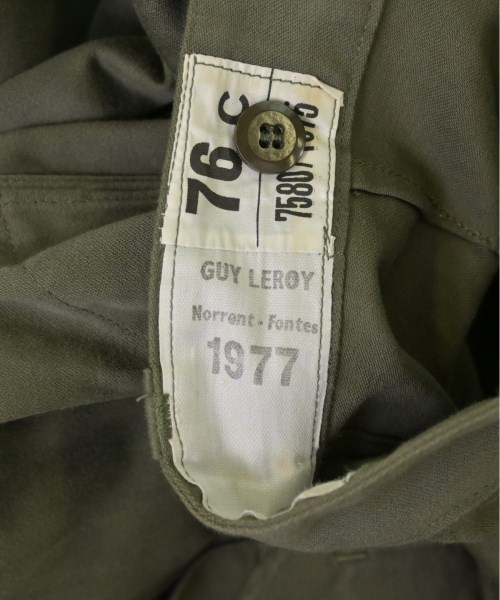 76 C
GUY LEROY
Norrent - Fontes
1977